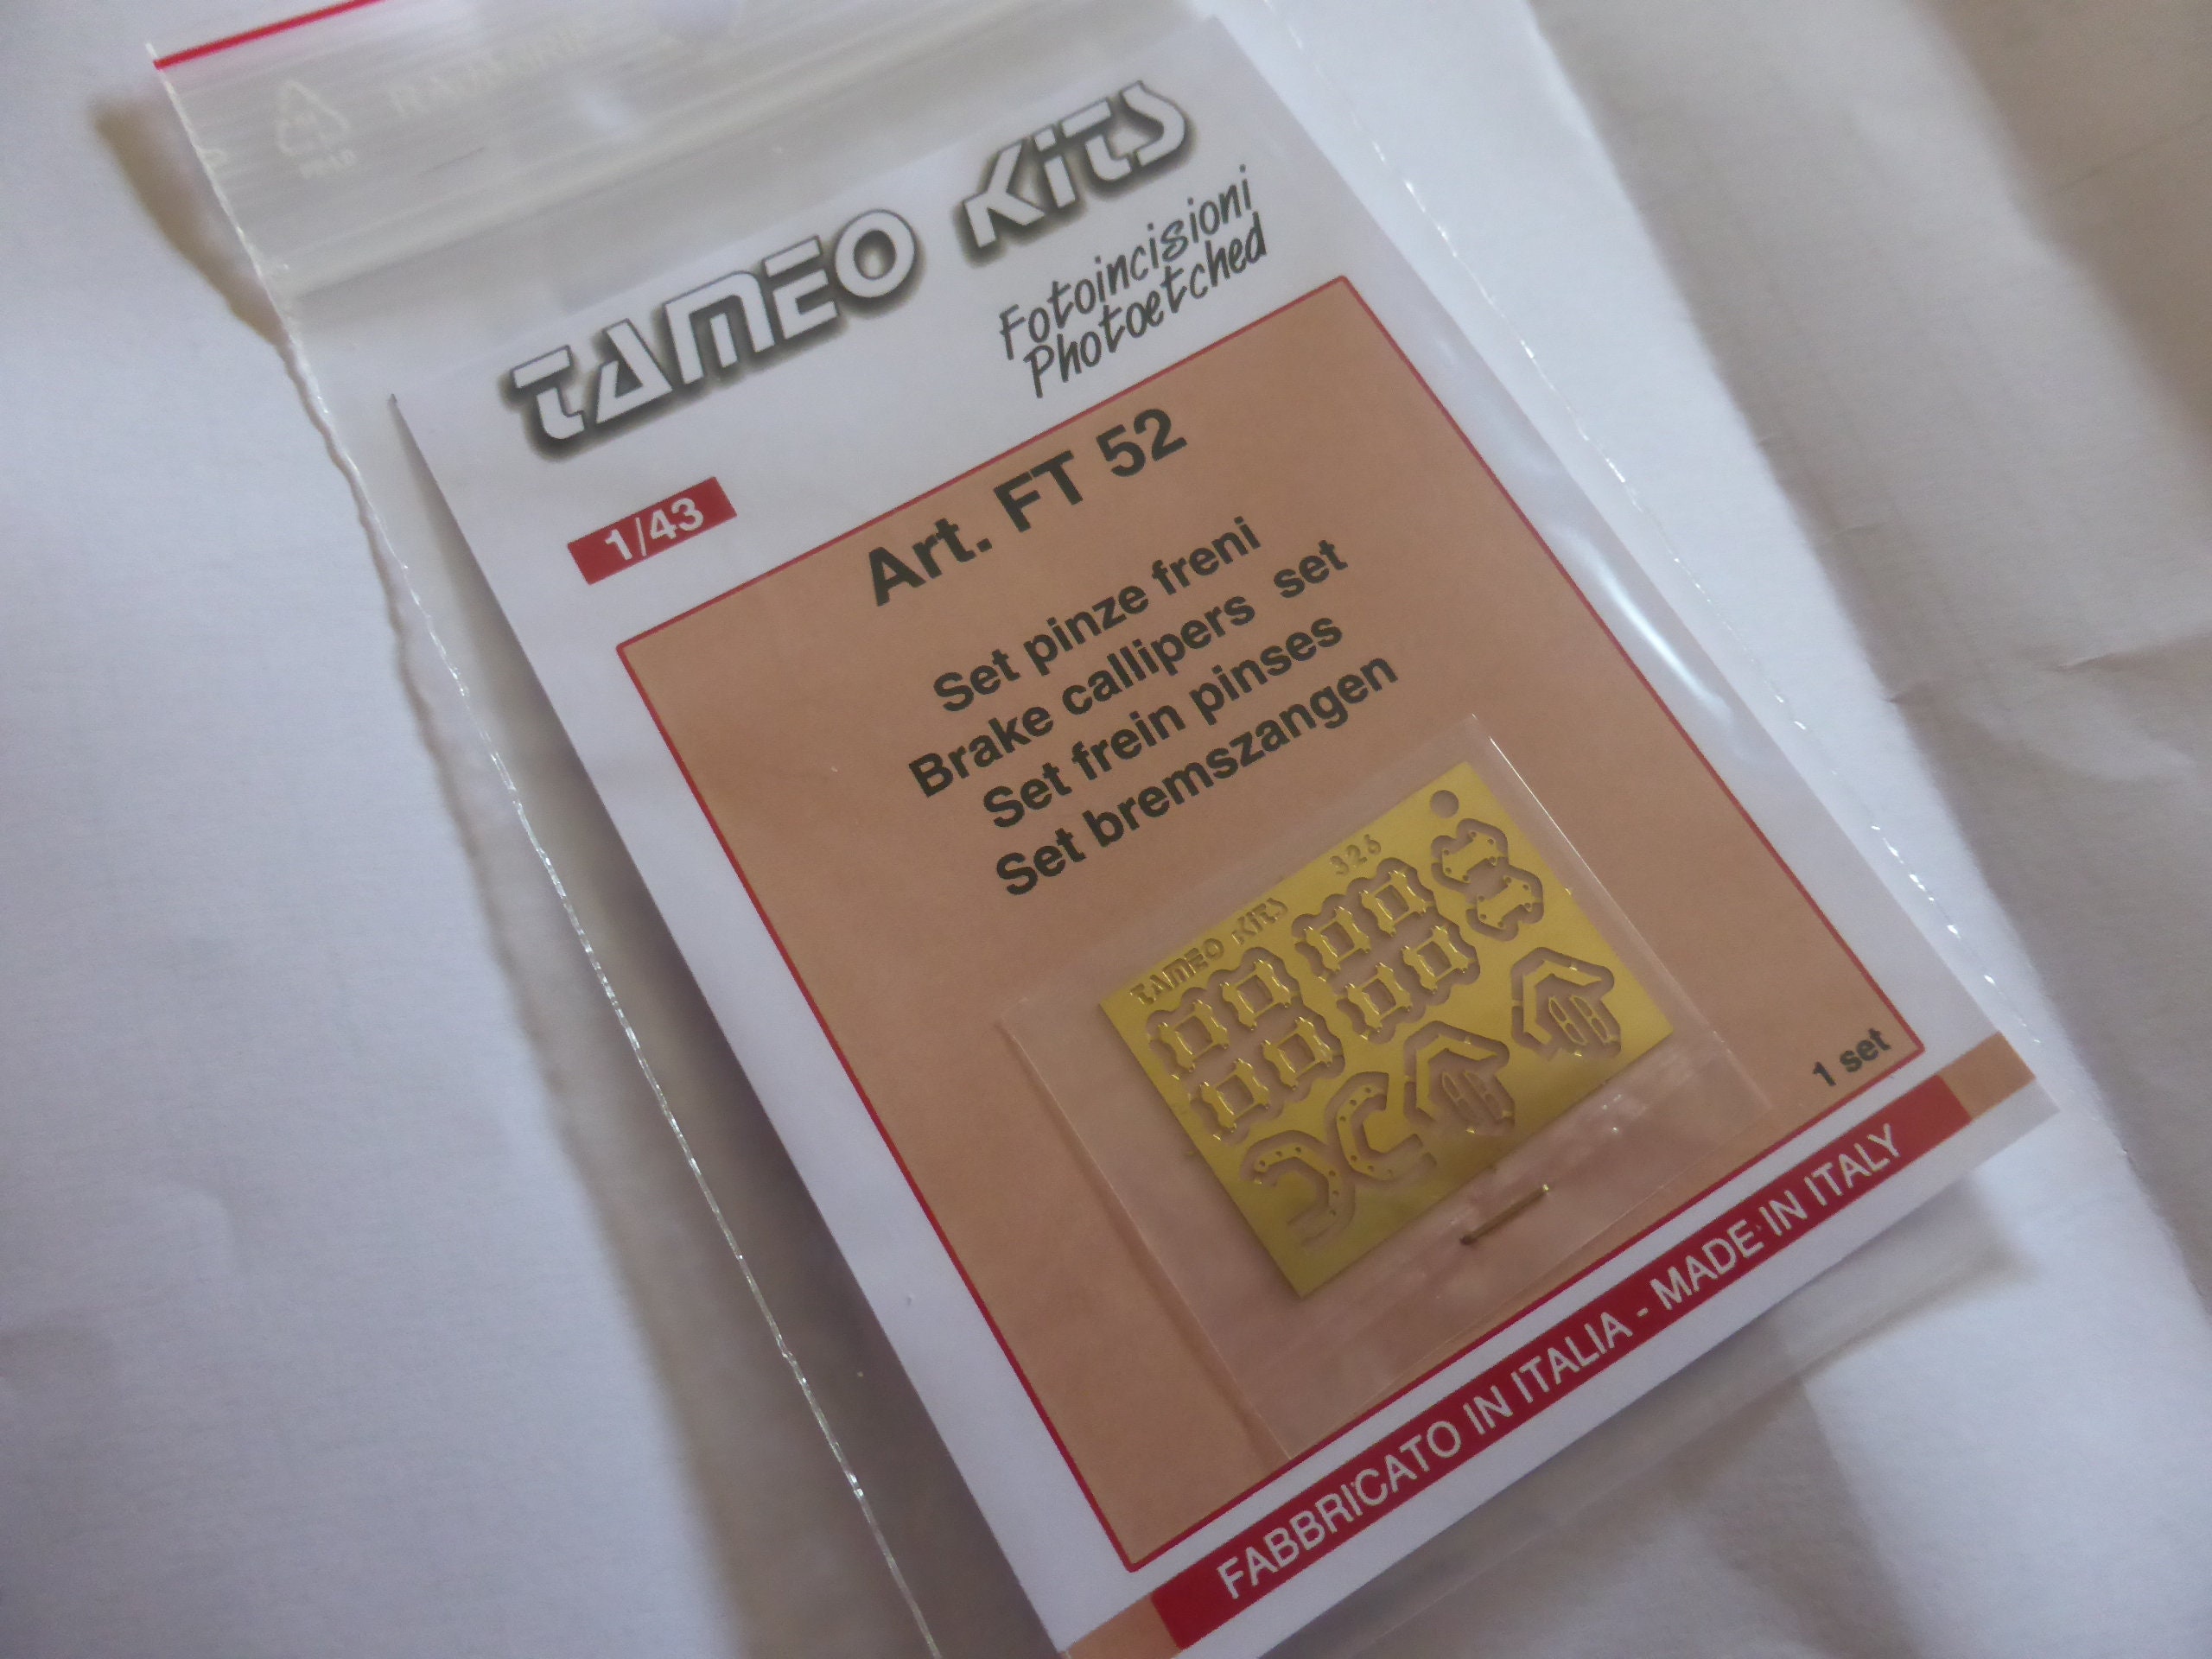 TAMEO KITS
Fotoincisioni
Photoetched
1/43
Art. FT 52
Set pinze freni
Brake callipers set
Set frein pinses
Set bremszangen
TAMEO KITS 326
1 set
FABBRICATO IN ITALIA - MADE IN ITALY